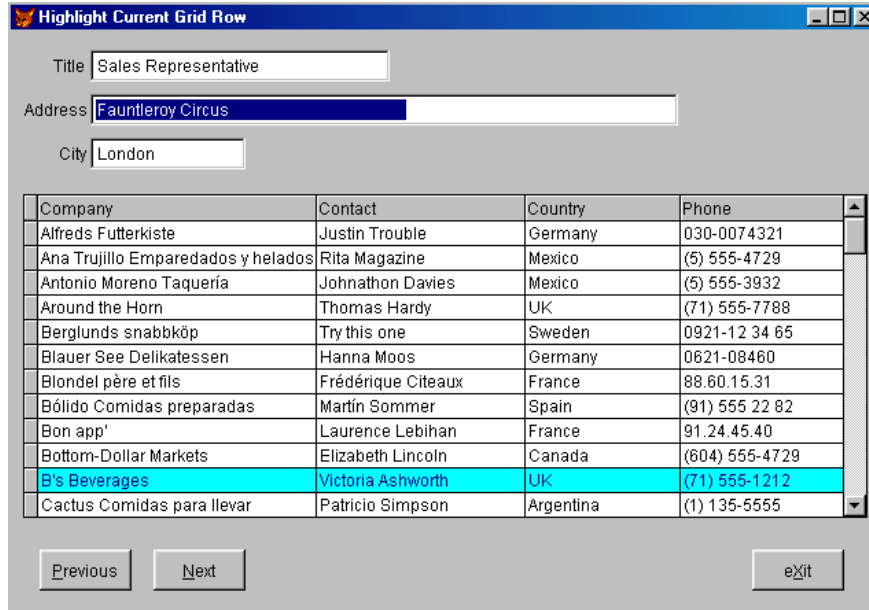 Highlight Current Grid Row
Title Sales Representative
Address Fauntleroy Circus
City London
Company Contact Country Phone
Alfreds Futterkiste Justin Trouble Germany 030-0074321
Ana Trujillo Emparedados y helados Rita Magazine Mexico (5) 555-4729
Antonio Moreno Taquería Johnathon Davies Mexico (5) 555-3932
Around the Horn Thomas Hardy UK (71) 555-7788
Berglunds snabbköp Try this one Sweden 0921-12 34 65
Blauer See Delikatessen Hanna Moos Germany 0621-08460
Blondel père et fils Frédérique Citeaux France 88.60.15.31
Bólido Comidas preparadas Martín Sommer Spain (91) 555 22 82
Bon app' Laurence Lebihan France 91.24.45.40
Bottom-Dollar Markets Elizabeth Lincoln Canada (604) 555-4729
B's Beverages Victoria Ashworth UK (71) 555-1212
Cactus Comidas para llevar Patricio Simpson Argentina (1) 135-5555
Previous Next eXit